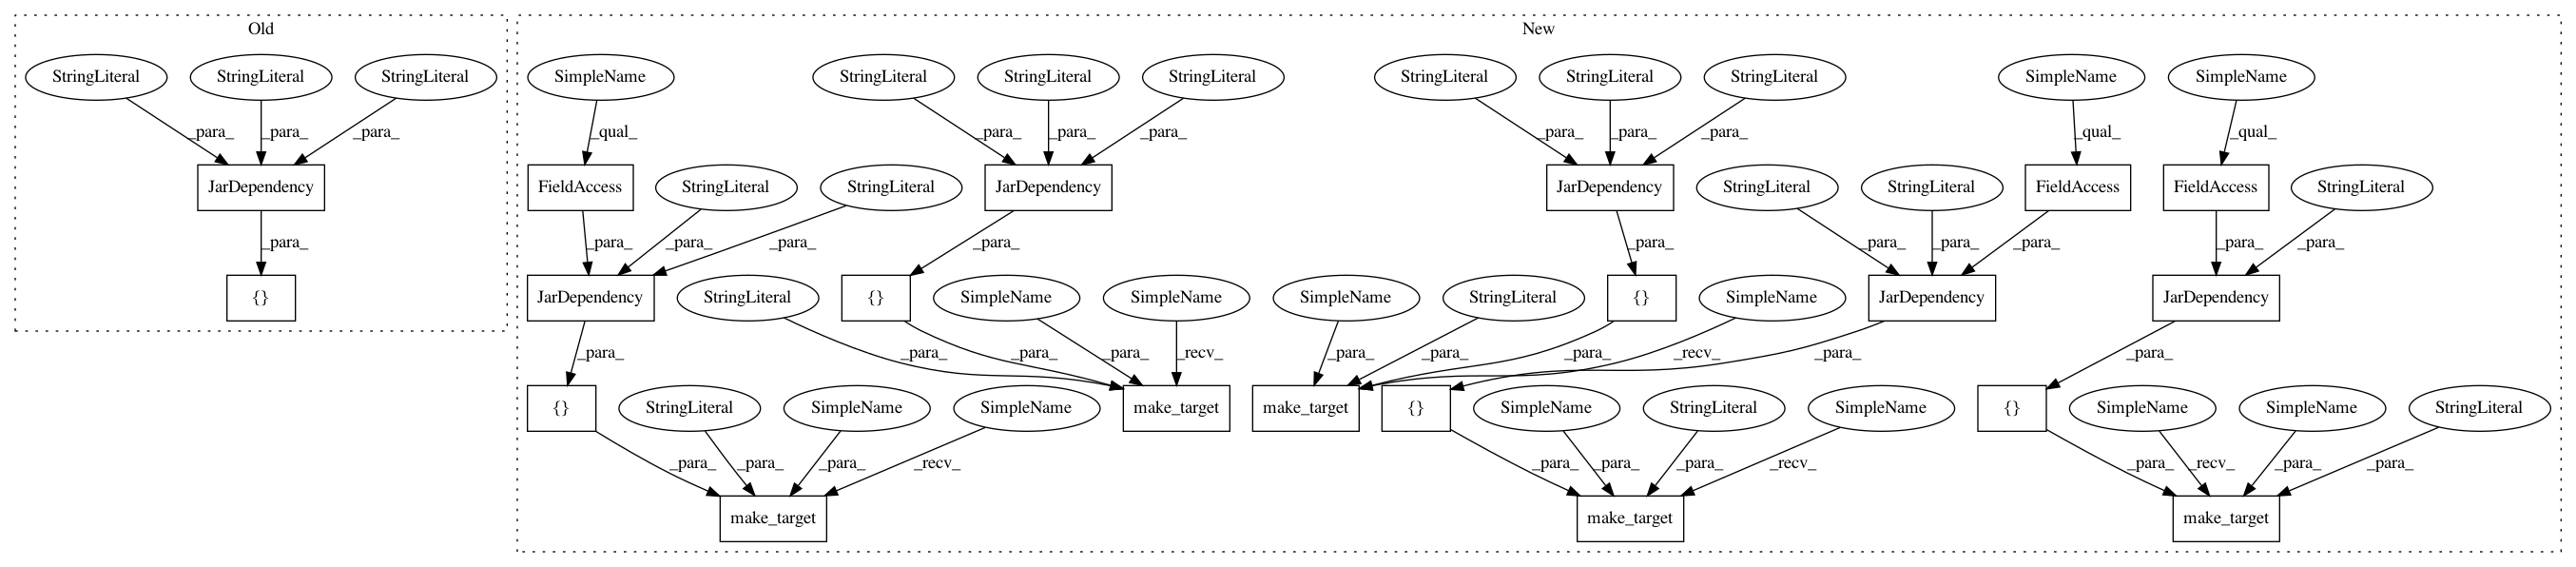 Old
New
StringLiteral StringLiteral StringLiteral SimpleName StringLiteral StringLiteral StringLiteral StringLiteral StringLiteral StringLiteral SimpleName SimpleName
_para_ _para_ _para_ _qual_ _para_ _para_ _para_ _para_ _para_ _para_ _qual_ _qual_
JarDependency FieldAccess StringLiteral StringLiteral JarDependency JarDependency StringLiteral StringLiteral FieldAccess FieldAccess StringLiteral
_para_ _para_ _para_ _para_ _para_ _para_ _para_ _para_ _para_ _para_ _para_
{} JarDependency StringLiteral {} SimpleName SimpleName SimpleName StringLiteral {} SimpleName JarDependency JarDependency
_para_ _para_ _para_ _para_ _recv_ _para_ _para_ _para_ _recv_ _para_ _para_
{} StringLiteral SimpleName SimpleName make_target make_target {} SimpleName StringLiteral SimpleName {} SimpleName SimpleName StringLiteral
_para_ _para_ _para_ _recv_ _para_ _para_ _para_ _recv_ _para_ _recv_ _para_ _para_
make_target make_target make_target